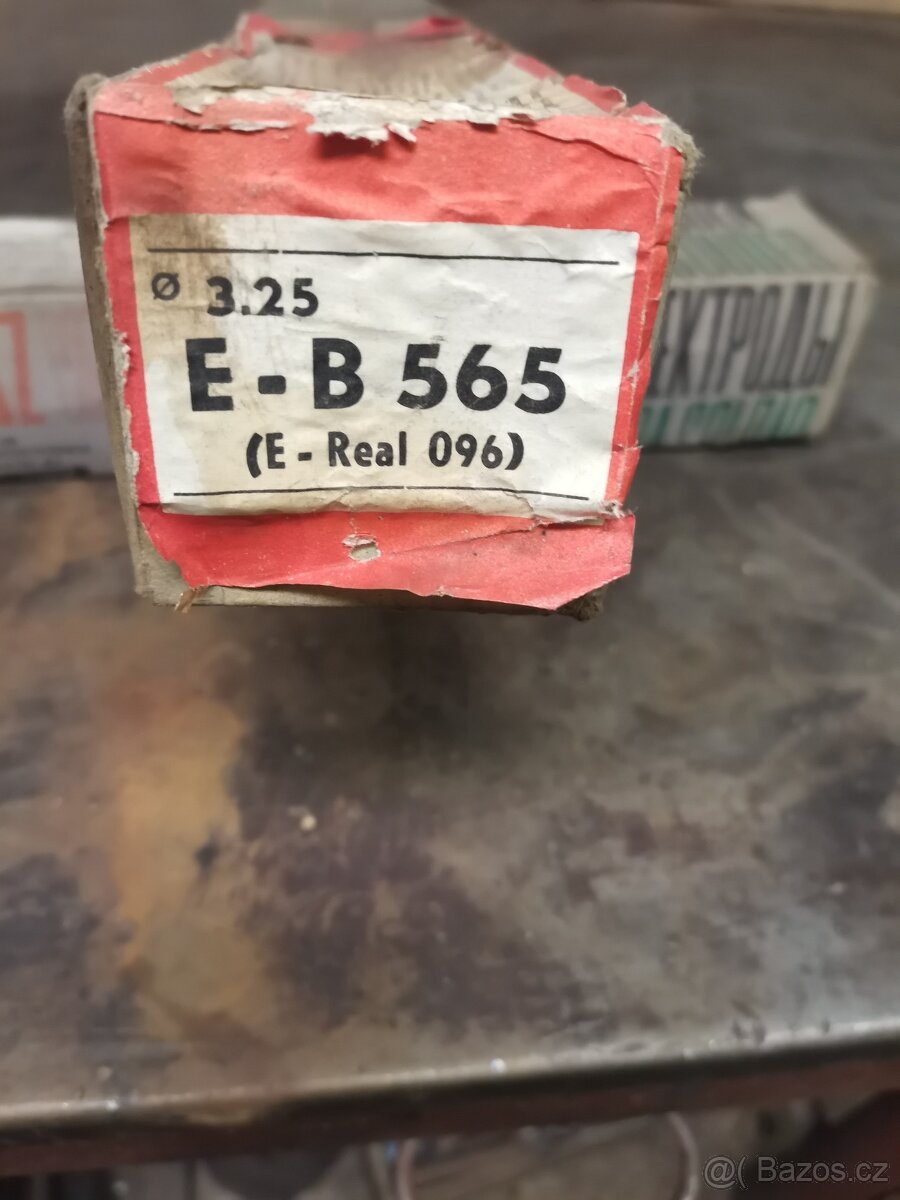 Ø 3.25
E - B 565
(E - Real 096)
ЕКТРОДЫ
@( Bazos.cz